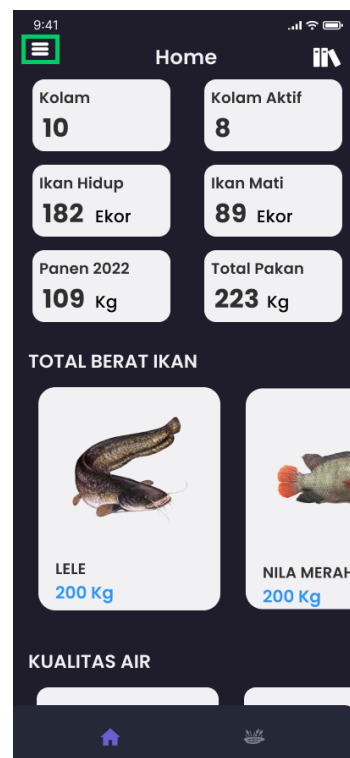 9:41
Home
Kolam
10
Kolam Aktif
8
Ikan Hidup
182 Ekor
Ikan Mati
89 Ekor
Panen 2022
109 Kg
Total Pakan
223 Kg
TOTAL BERAT IKAN
LELE
200 Kg
NILA MERAH
200 Kg
KUALITAS AIR